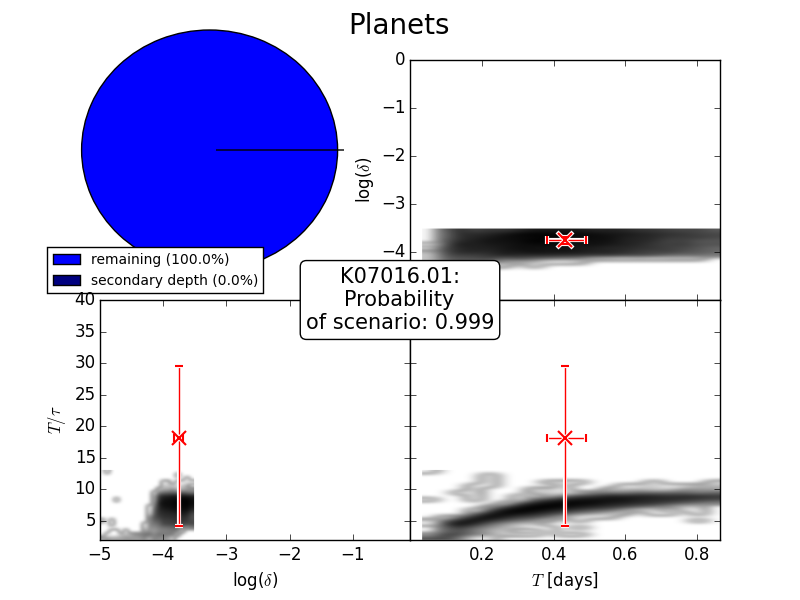 Planets
remaining (100.0%)
secondary depth (0.0%)
K07016.01:
Probability
of scenario: 0.999
log(δ)
0
−1
−2
−3
−4
T/τ
40
35
30
25
20
15
10
5
−5 −4 −3 −2 −1
log(δ)
0.2 0.4 0.6 0.8
T [days]